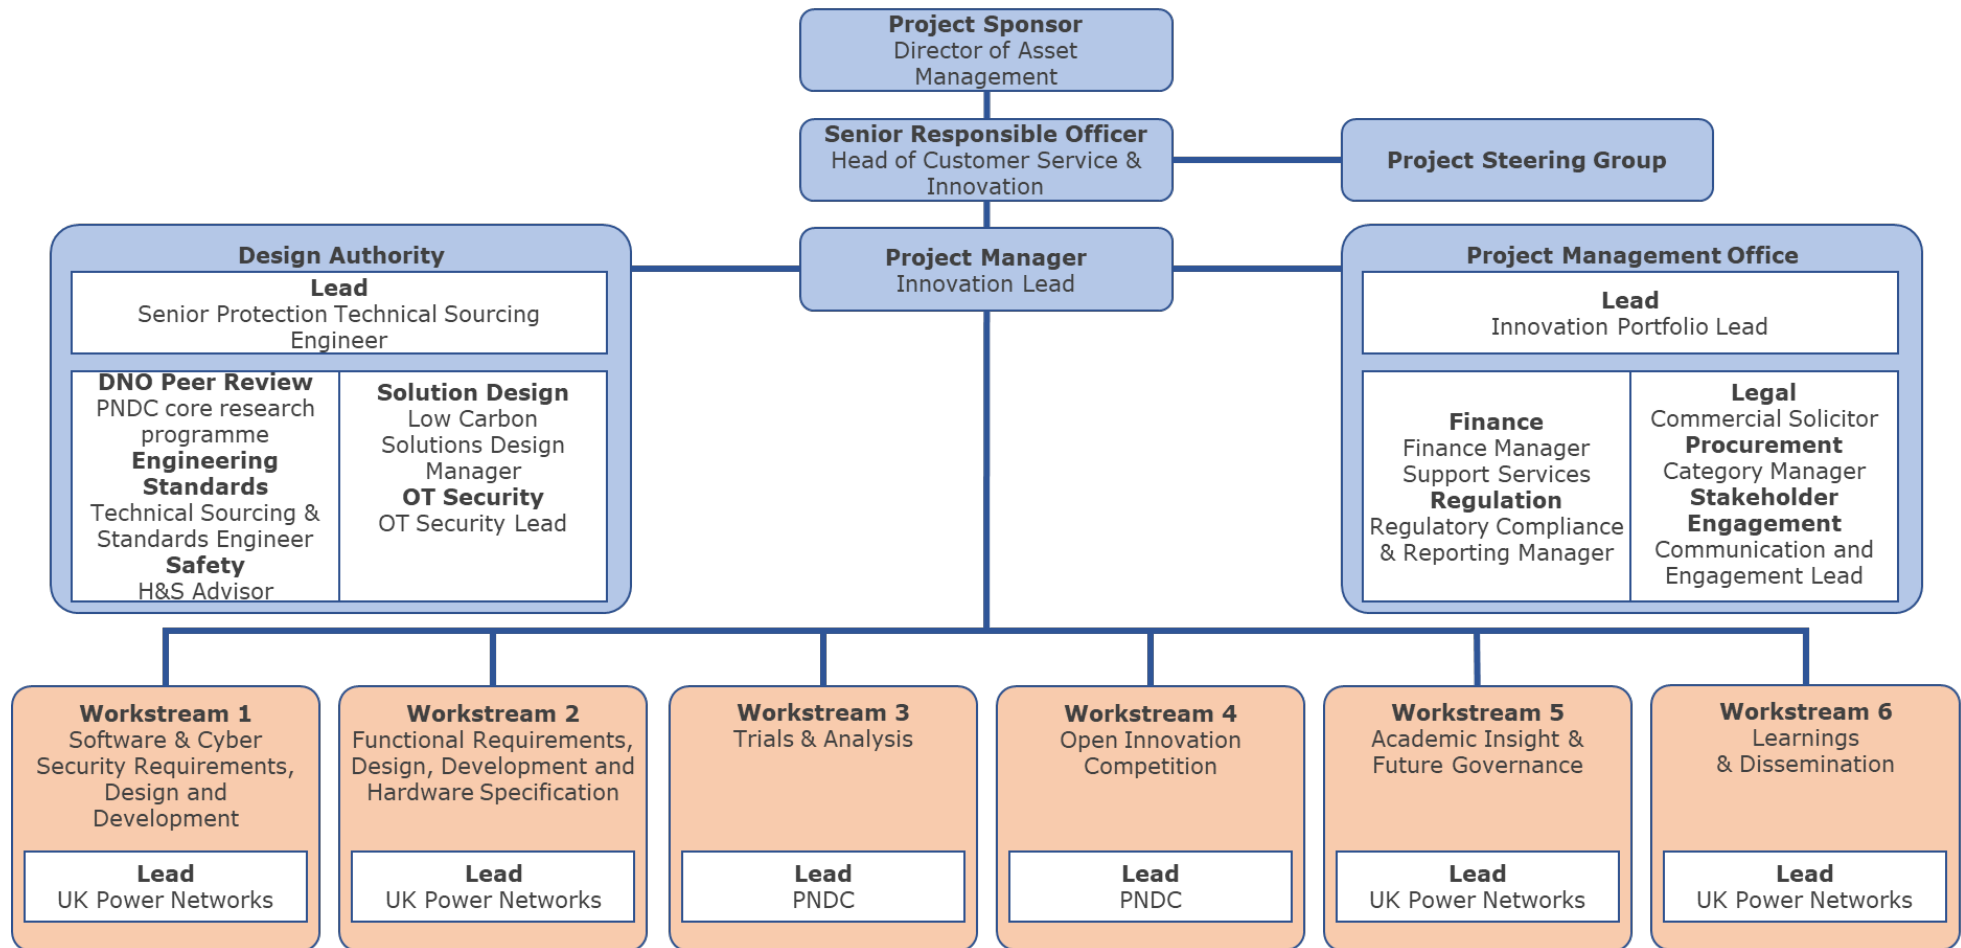 Project Sponsor
Director of Asset
Management
Senior Responsible Officer
Head of Customer Service &
Innovation
Project Steering Group
Project Manager
Innovation Lead
Design Authority
Lead
Senior Protection Technical Sourcing
Engineer
DNO Peer Review
PNDC core research
programme
Engineering
Standards
Technical Sourcing &
Standards Engineer
Safety
H&S Advisor
Solution Design
Low Carbon
Solutions Design
Manager
OT Security
OT Security Lead
Project Management Office
Lead
Innovation Portfolio Lead
Finance
Finance Manager
Support Services
Regulation
Regulatory Compliance
& Reporting Manager
Legal
Commercial Solicitor
Procurement
Category Manager
Stakeholder
Engagement
Communication and
Engagement Lead
Workstream 1
Software & Cyber
Security Requirements,
Design and
Development
Lead
UK Power Networks
Workstream 2
Functional Requirements,
Design, Development and
Hardware Specification
Lead
UK Power Networks
Workstream 3
Trials & Analysis
Lead
PNDC
Workstream 4
Open Innovation
Competition
Lead
PNDC
Workstream 5
Academic Insight &
Future Governance
Lead
UK Power Networks
Workstream 6
Learnings
& Dissemination
Lead
UK Power Networks